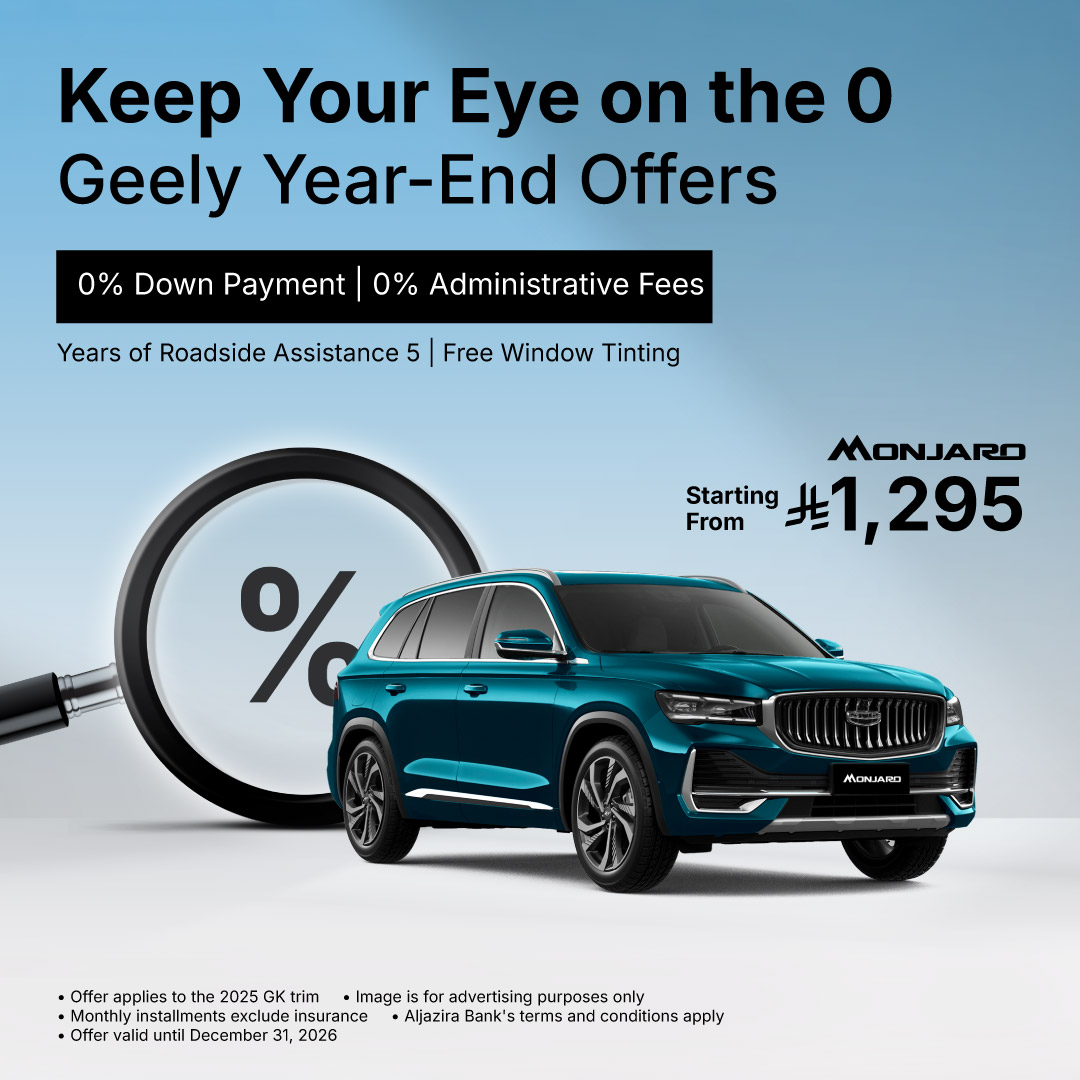 Keep Your Eye on the 0
Geely Year-End Offers
0% Down Payment | 0% Administrative Fees
Years of Roadside Assistance 5 | Free Window Tinting
MONJARO
Starting From 1,295
%
GEELY
MONJARO
• Offer applies to the 2025 GK trim • Image is for advertising purposes only
• Monthly installments exclude insurance • Aljazira Bank's terms and conditions apply
• Offer valid until December 31, 2026